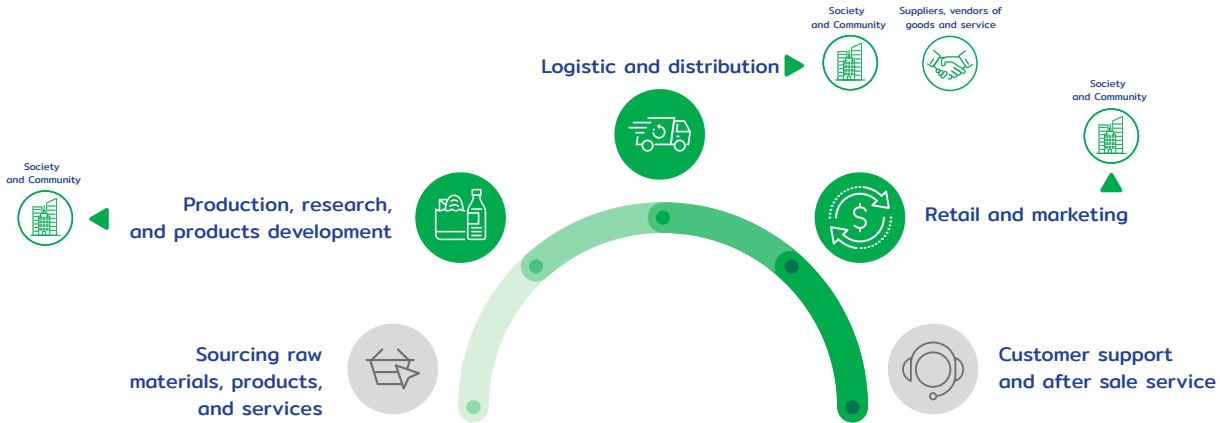 Society
and Community
Suppliers, vendors of
goods and service
Logistic and distribution
Society
and Community
Society
and Community
Production, research,
and products development
$
Retail and marketing
Sourcing raw
materials, products,
and services
Customer support
and after sale service